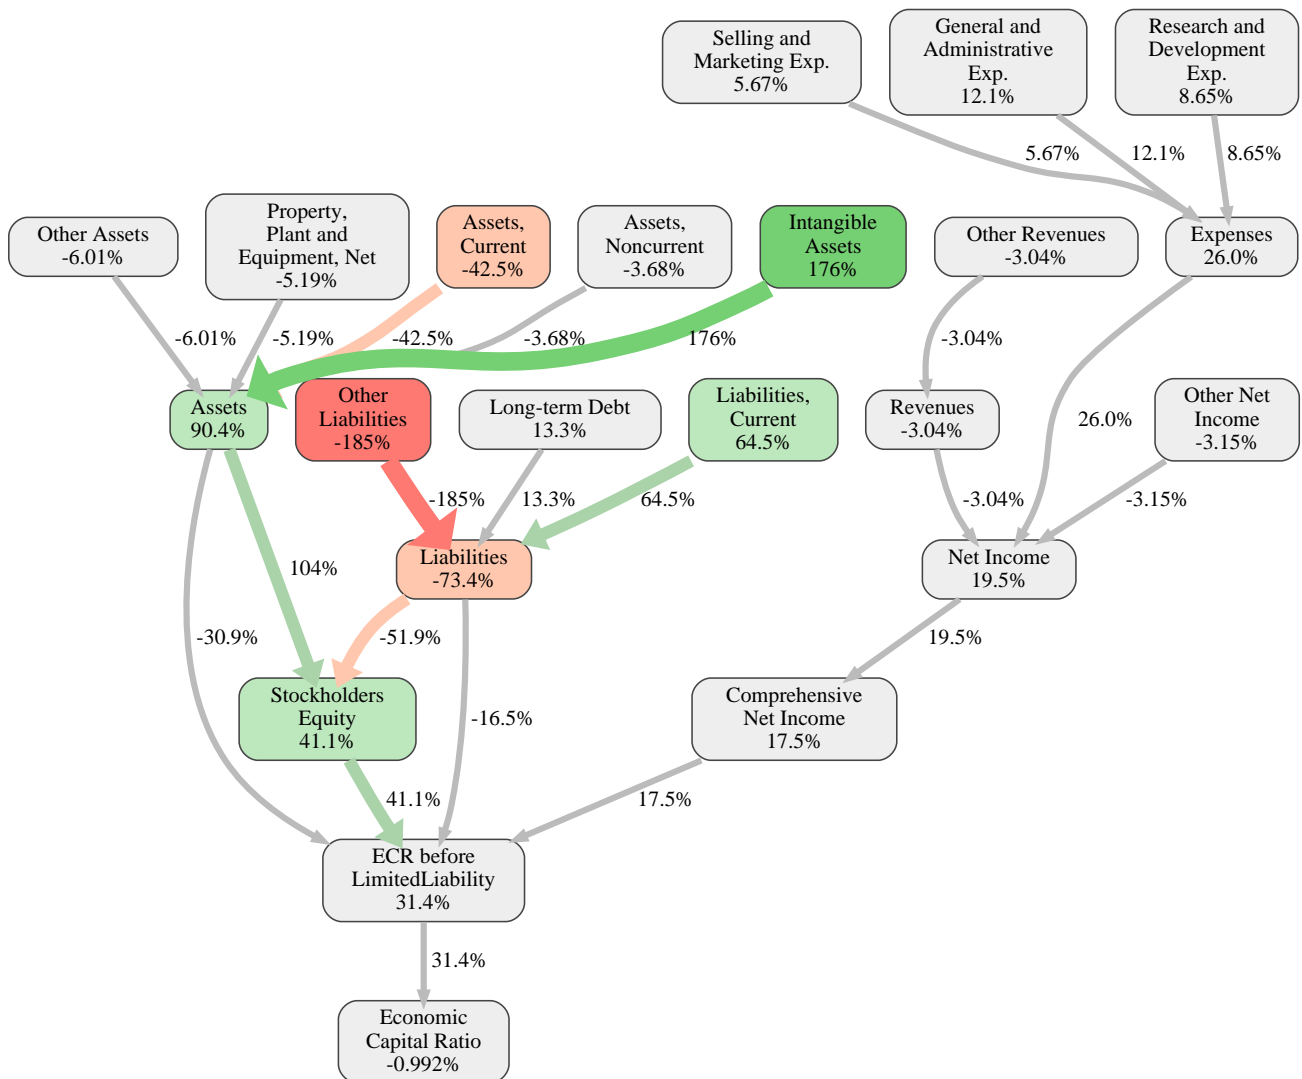 Selling and
Marketing Exp.
5.67%
General and
Administrative
Exp.
12.1%
Research and
Development
Exp.
8.65%
5.67%
12.1%
8.65%
Other Assets
-6.01%
Property,
Plant and
Equipment, Net
-5.19%
Assets,
Current
-42.5%
Assets,
Noncurrent
-3.68%
Intangible
Assets
176%
Other Revenues
-3.04%
Expenses
26.0%
-6.01%
-5.19%
-42.5%
-3.68%
176%
-3.04%
26.0%
Assets
90.4%
Other
Liabilities
-185%
Long-term Debt
13.3%
Liabilities,
Current
64.5%
Revenues
-3.04%
Other Net
Income
-3.15%
-185%
13.3%
64.5%
-3.04%
-3.15%
104%
Liabilities
-73.4%
Net Income
19.5%
-30.9%
-51.9%
19.5%
Stockholders
Equity
41.1%
-16.5%
Comprehensive
Net Income
17.5%
41.1%
17.5%
ECR before
LimitedLiability
31.4%
31.4%
Economic
Capital Ratio
-0.992%